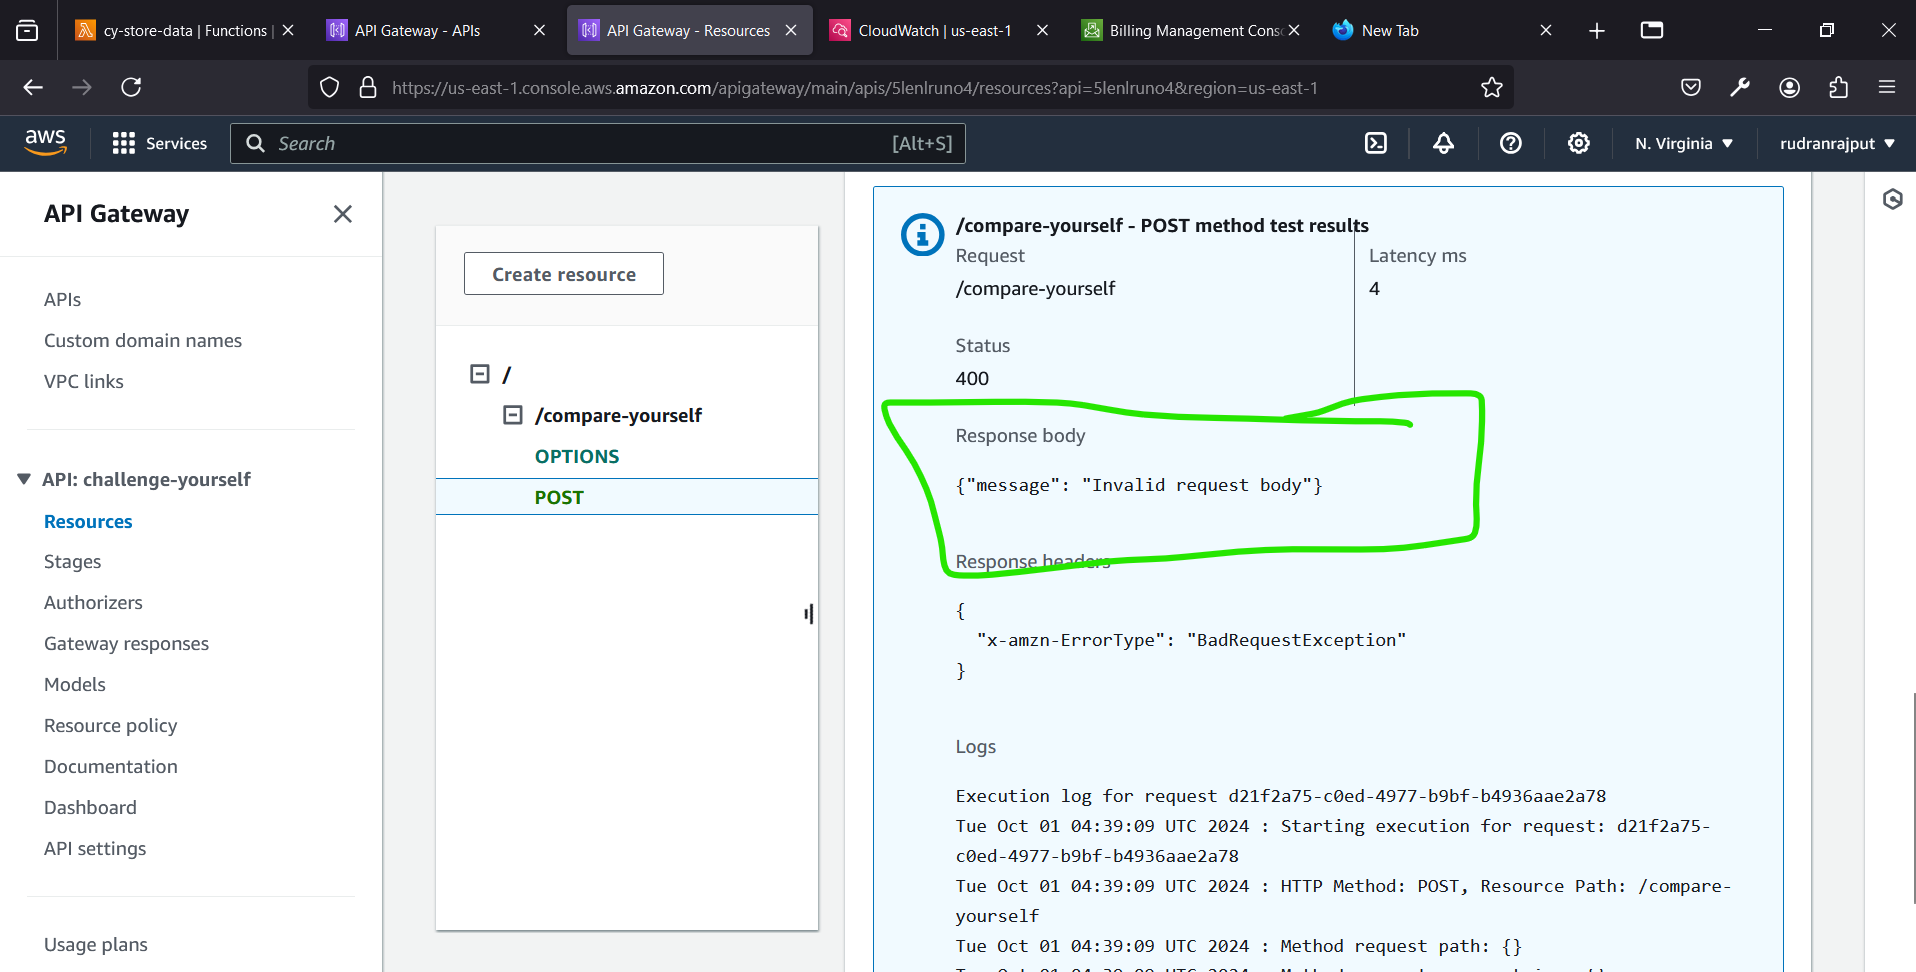 cy-store-data | Functions |
API Gateway - APIs
API Gateway - Resources
CloudWatch | us-east-1
Billing Management Cons
New Tab
https://us-east-1.console.aws.amazon.com/apigateway/main/apis/5lenlruno4/resources?api=5lenlruno4&region=us-east-1
aws
Services
Search
[Alt+S]
N. Virginia
rudranrajput
API Gateway
APIs
Custom domain names
VPC links
API: challenge-yourself
Resources
Stages
Authorizers
Gateway responses
Models
Resource policy
Documentation
Dashboard
API settings
Usage plans
Create resource
/
/compare-yourself
OPTIONS
POST
/compare-yourself - POST method test results
Request
/compare-yourself
Latency ms
4
Status
400
Response body
{"message": "Invalid request body"}
Response headers
{
"x-amzn-ErrorType": "BadRequestException"
}
Logs
Execution log for request d21f2a75-c0ed-4977-b9bf-b4936aae2a78
Tue Oct 01 04:39:09 UTC 2024 : Starting execution for request: d21f2a75-
c0ed-4977-b9bf-b4936aae2a78
Tue Oct 01 04:39:09 UTC 2024 : HTTP Method: POST, Resource Path: /compare-
yourself
Tue Oct 01 04:39:09 UTC 2024 : Method request path: {}